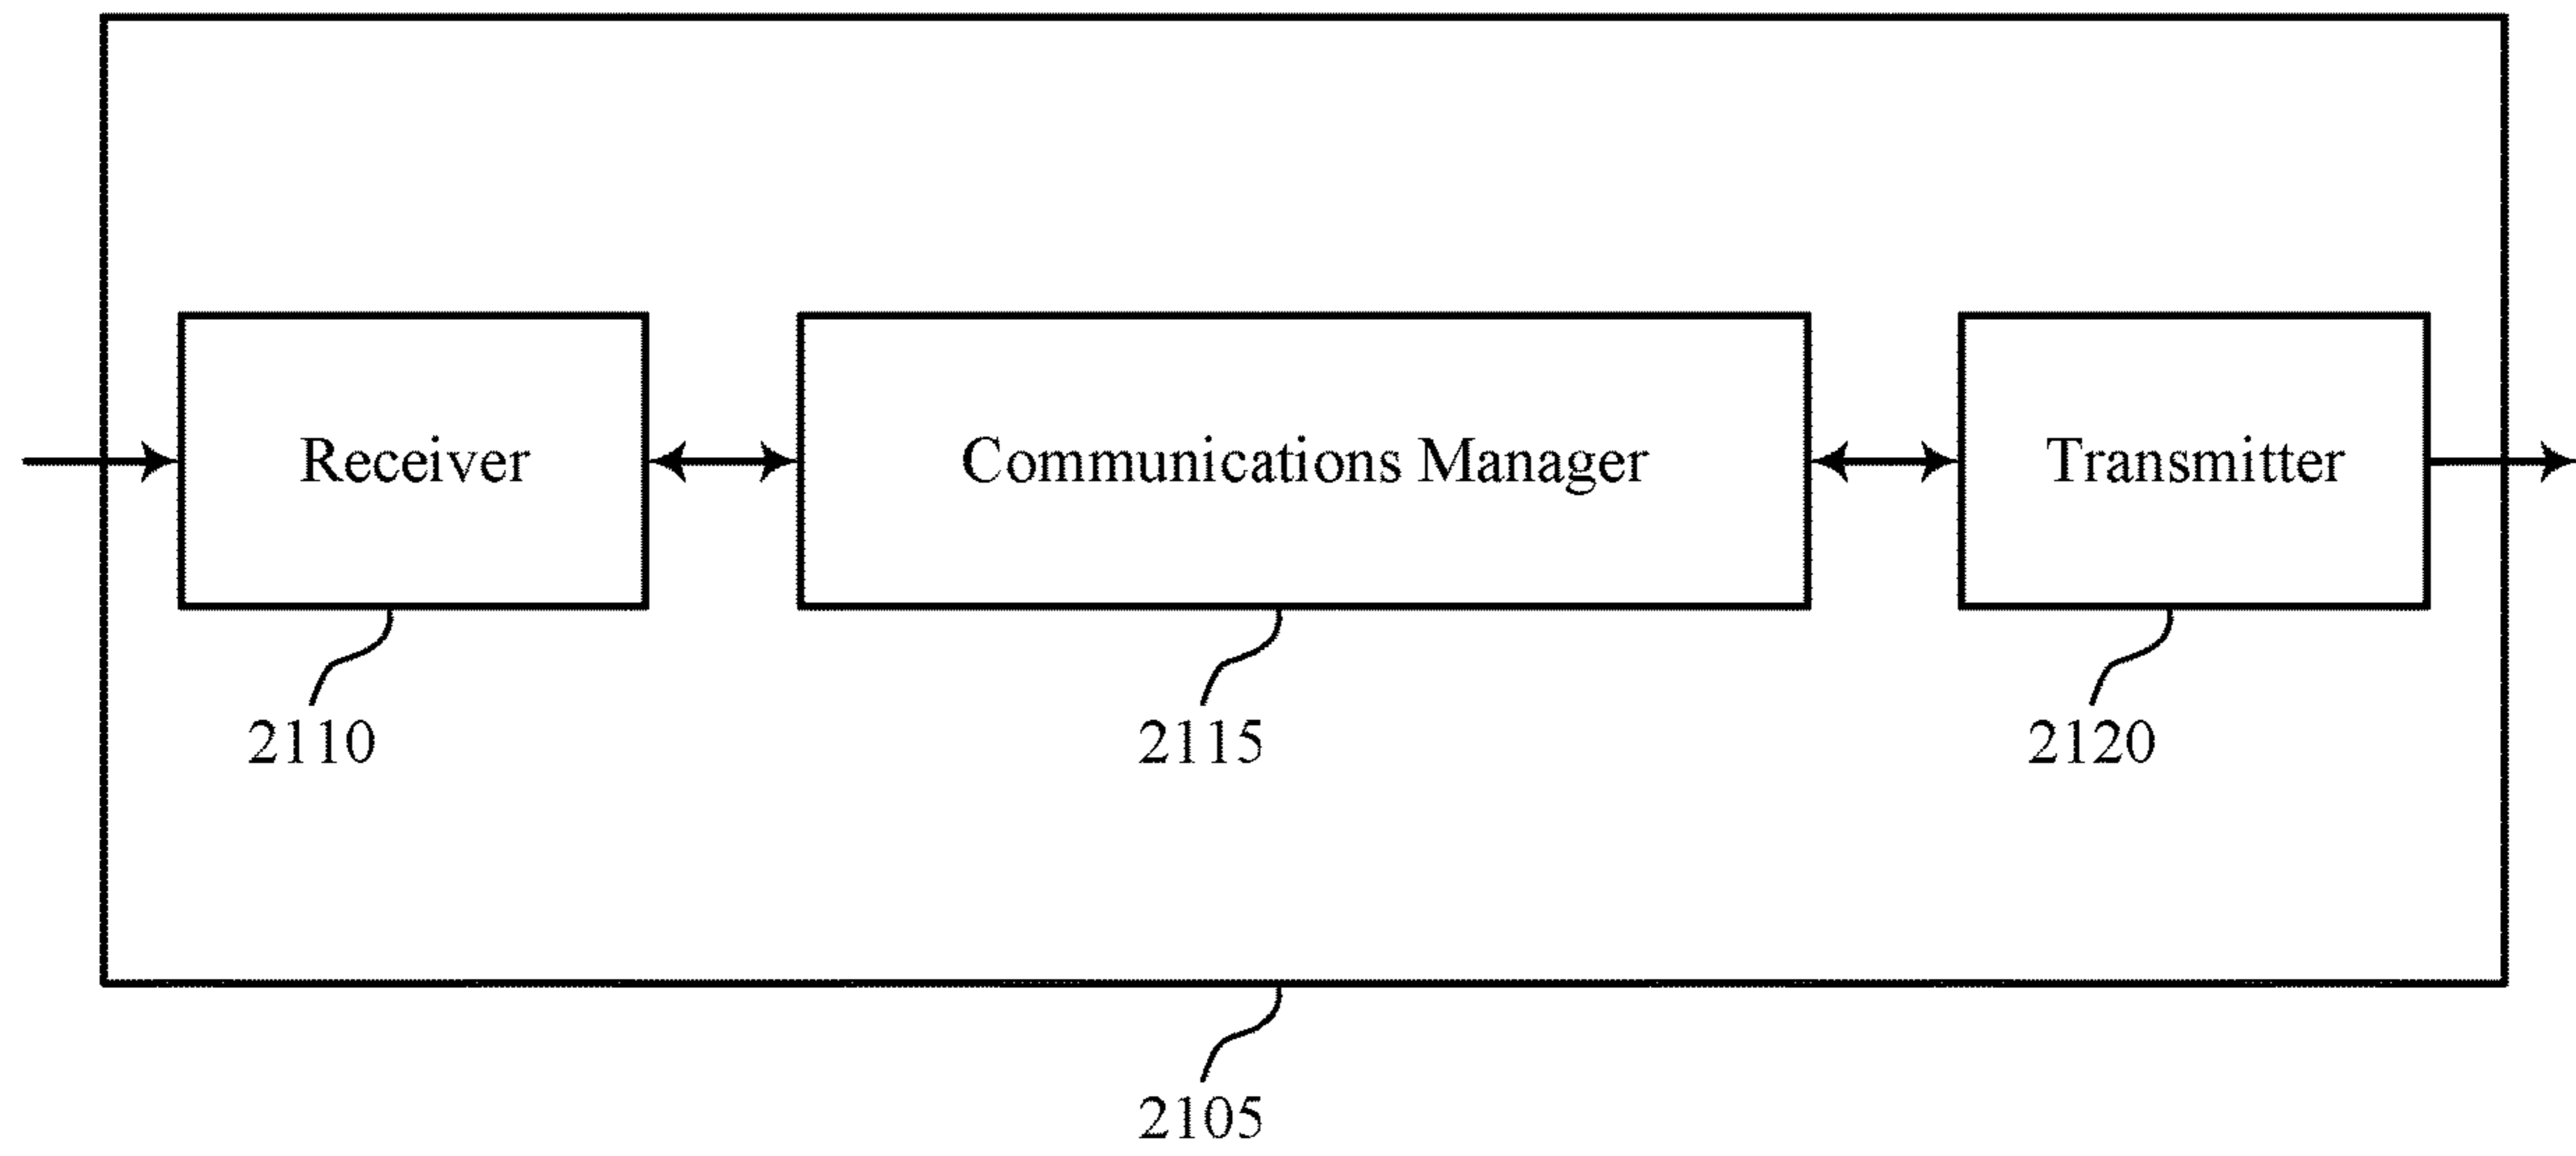 Receiver
Communications Manager
Transmitter
2110
2115
2120
2105